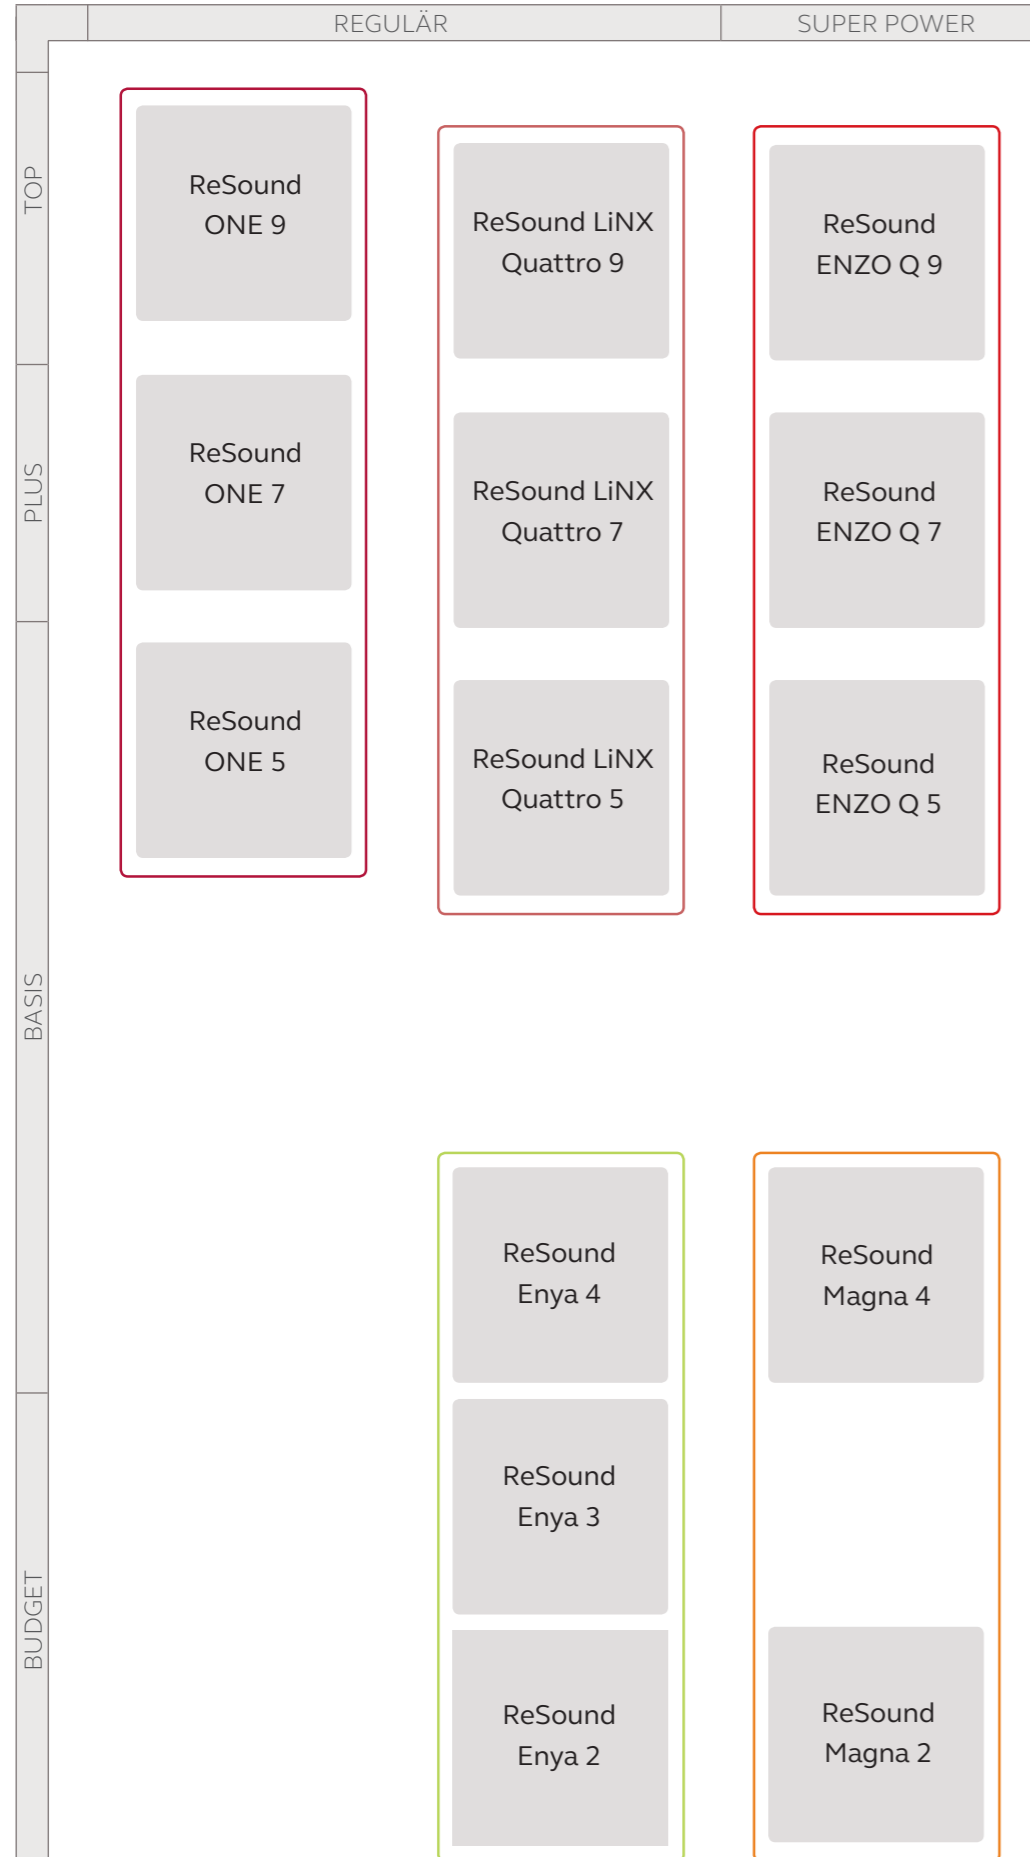 REGULÄR
SUPER POWER
TOP
ReSound
ONE 9
ReSound LiNX
Quattro 9
ReSound
ENZO Q 9
PLUS
ReSound
ONE 7
ReSound LiNX
Quattro 7
ReSound
ENZO Q 7
BASIS
ReSound
ONE 5
ReSound LiNX
Quattro 5
ReSound
ENZO Q 5
ReSound
Enya 4
ReSound
Magna 4
BUDGET
ReSound
Enya 3
ReSound
Enya 2
ReSound
Magna 2